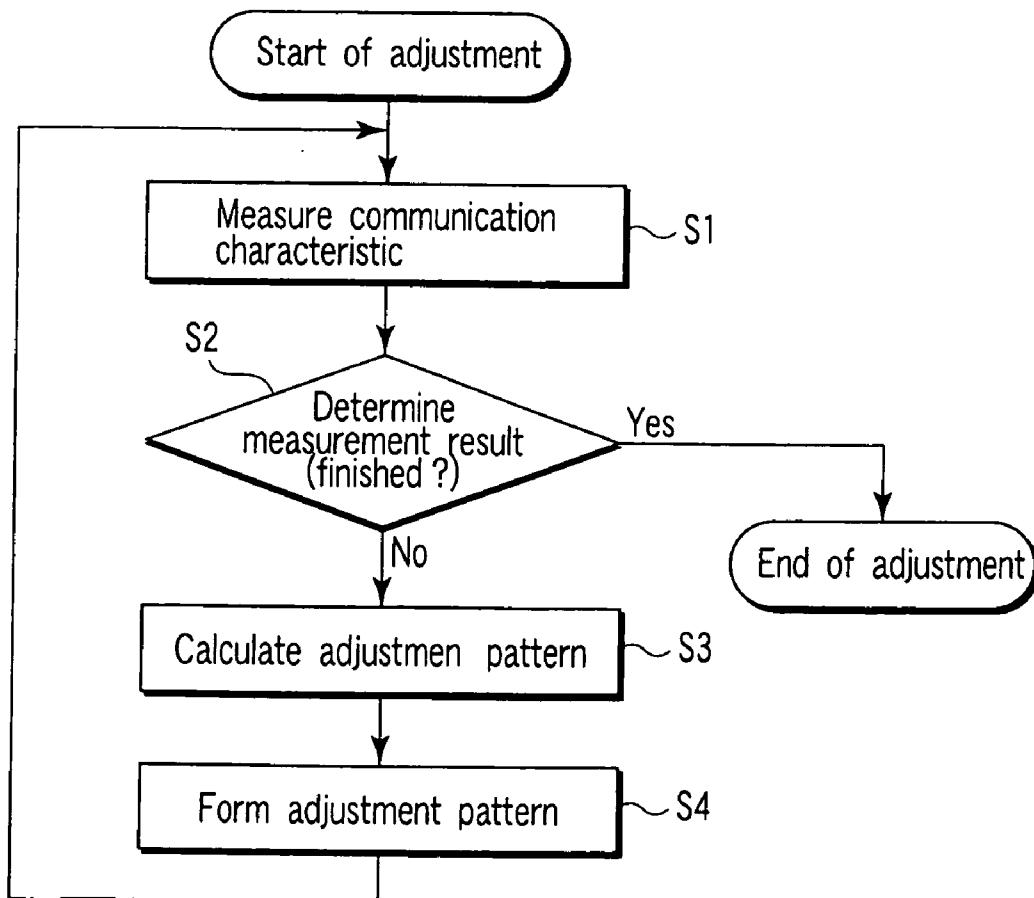 Start of adjustment
Measure communication
characteristic
S1
S2
Determine
measurement result
(finished ?)
Yes
No
End of adjustment
Calculate adjustmen pattern
S3
Form adjustment pattern
S4